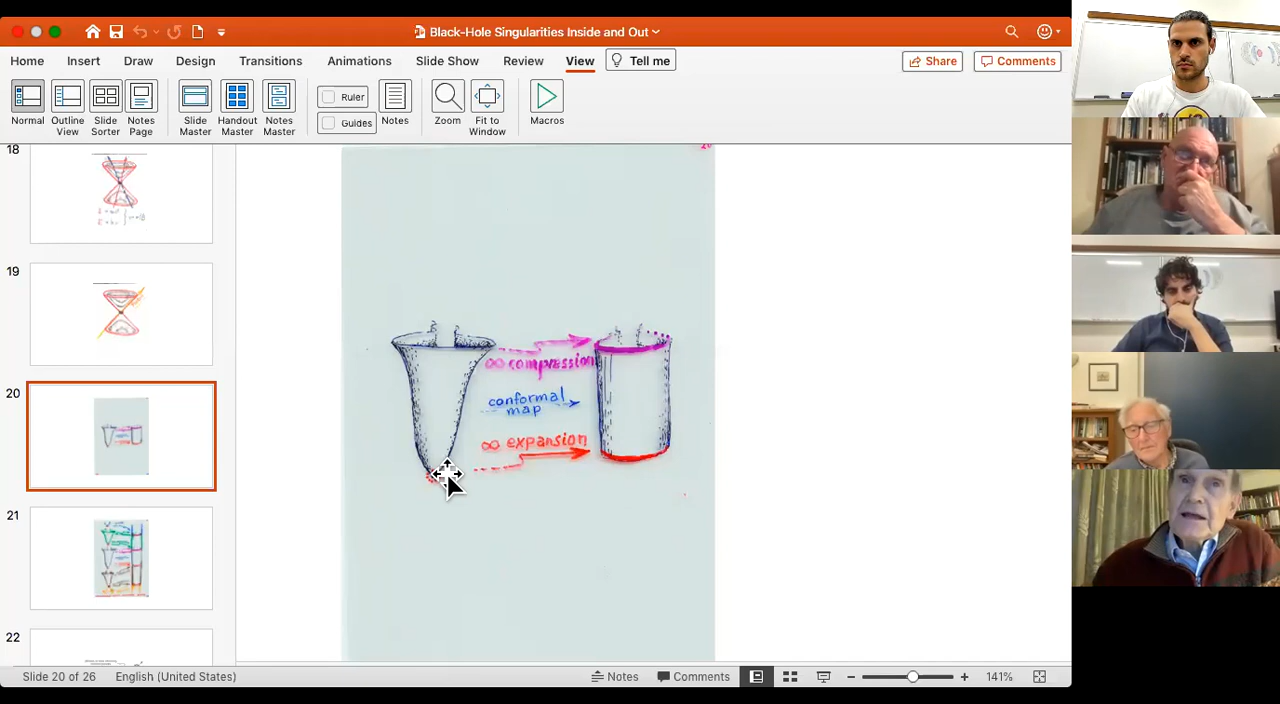 Black-Hole Singularities Inside and Out
Home Insert Draw Design Transitions Animations Slide Show Review View Tell me
Share Comments
Ruler
Guides
Normal
Outline View
Slide Sorter
Notes Page
Slide Master
Handout Master
Notes Master
Notes
Zoom
Fit to Window
Macros
18
19
20
21
22
20
∞ compression
conformal
map
∞ expansion
Slide 20 of 26 English (United States) Notes Comments 141%